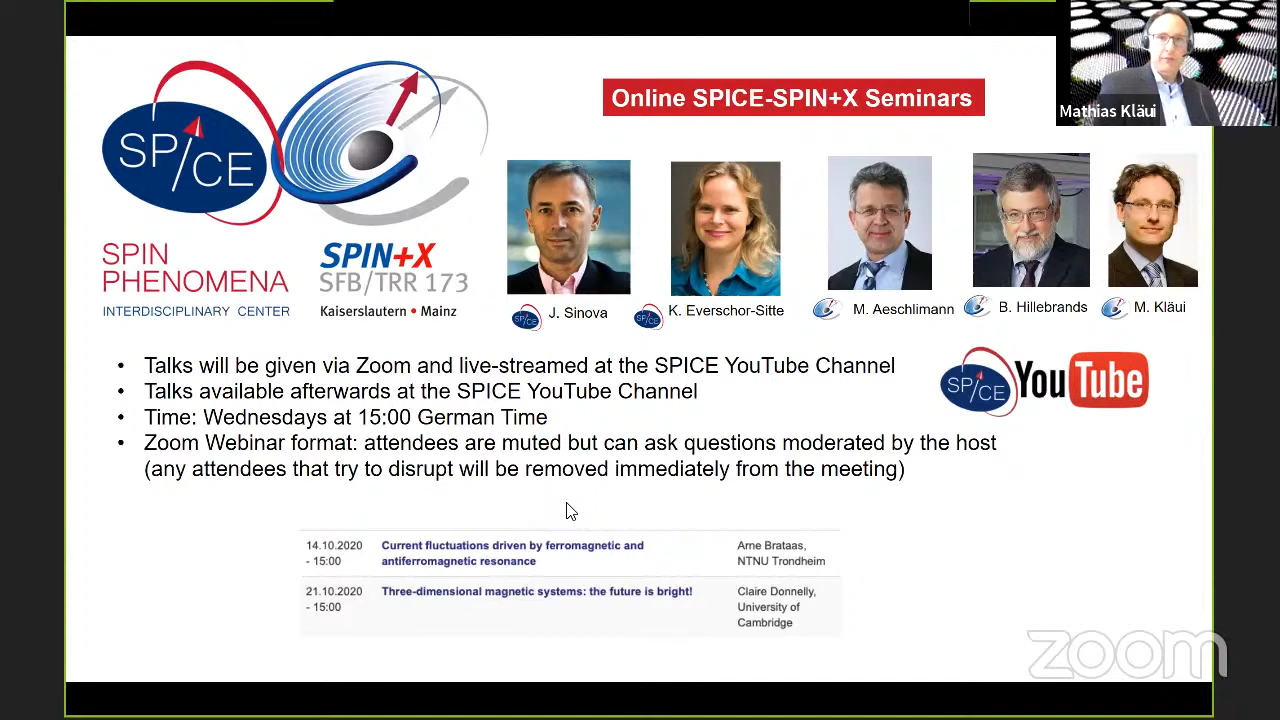 Online SPICE-SPIN+X Seminars
Mathias Kläui
SPICE
SPIN
PHENOMENA
INTERDISCIPLINARY CENTER
SPIN+X
SFB/TRR 173
Kaiserslautern • Mainz
SPICE
J. Sinova
SPICE
K. Everschor-Sitte
M. Aeschlimann
B. Hillebrands
M. Kläui
• Talks will be given via Zoom and live-streamed at the SPICE YouTube Channel
• Talks available afterwards at the SPICE YouTube Channel
• Time: Wednesdays at 15:00 German Time
• Zoom Webinar format: attendees are muted but can ask questions moderated by the host
(any attendees that try to disrupt will be removed immediately from the meeting)
SPICE
YouTube
14.10.2020 Current fluctuations driven by ferromagnetic and Arne Brataas,
- 15:00 antiferromagnetic resonance NTNU Trondheim
21.10.2020 Three-dimensional magnetic systems: the future is bright! Claire Donnelly,
- 15:00 University of
Cambridge
zoom